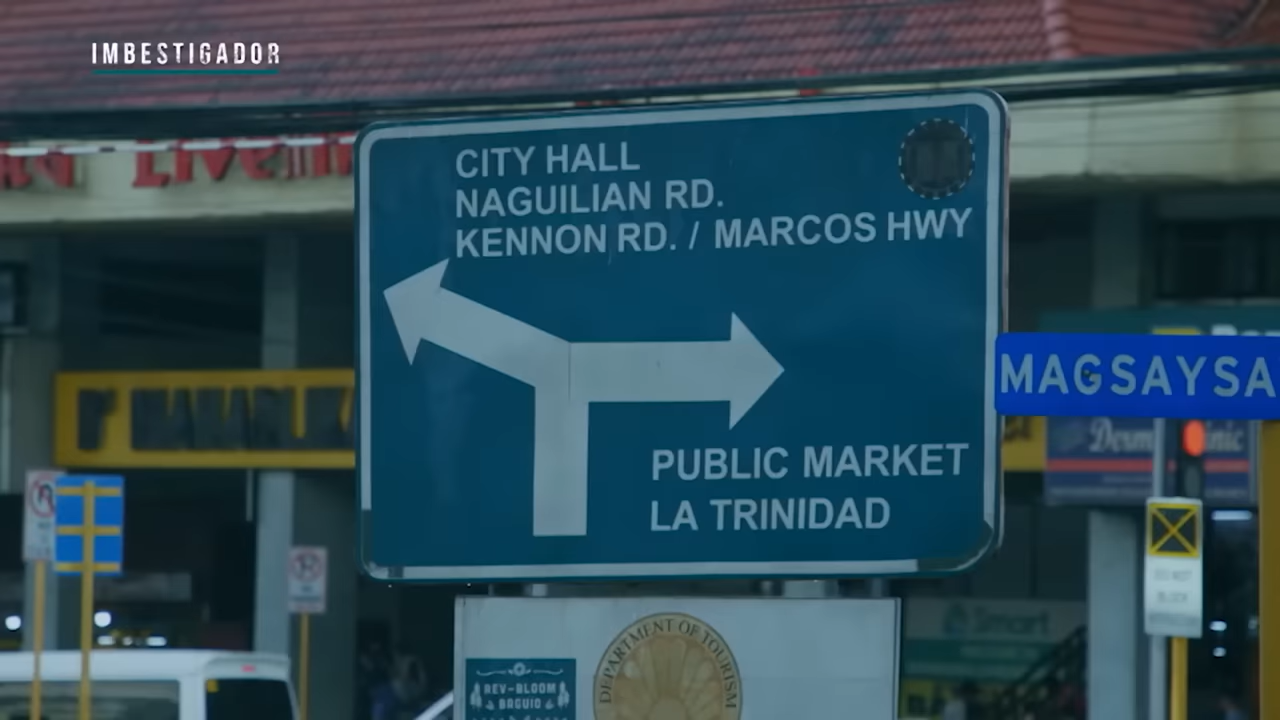 IMBESTIGADOR
CITY HALL
NAGUILIAN RD.
KENNON RD. / MARCOS HWY
MAGSAYSA
PUBLIC MARKET
LA TRINIDAD
DO NOT
BLOCK
Smart
DEPARTMENT OF TOURISM
REV-BLOOM
BAGUIO